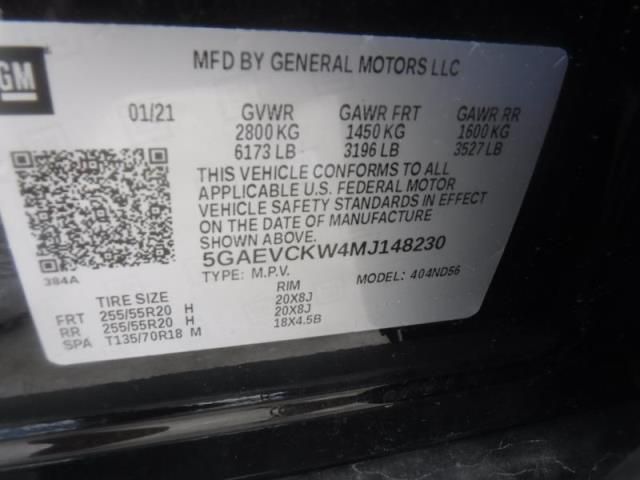 GM
MFD BY GENERAL MOTORS LLC
01/21 GVWR GAWR FRT GAWR RR
2800 KG 1450 KG 1600 KG
6173 LB 3196 LB 3527 LB
THIS VEHICLE CONFORMS TO ALL
APPLICABLE U.S. FEDERAL MOTOR
VEHICLE SAFETY STANDARDS IN EFFECT
ON THE DATE OF MANUFACTURE
SHOWN ABOVE.
5GAEVCKW4MJ148230
TYPE: M.P.V. MODEL: 404ND56
384A
TIRE SIZE RIM
FRT 255/55R20 H 20X8J
RR 255/55R20 H 20X8J
SPA T135/70R18 M 18X4.5B